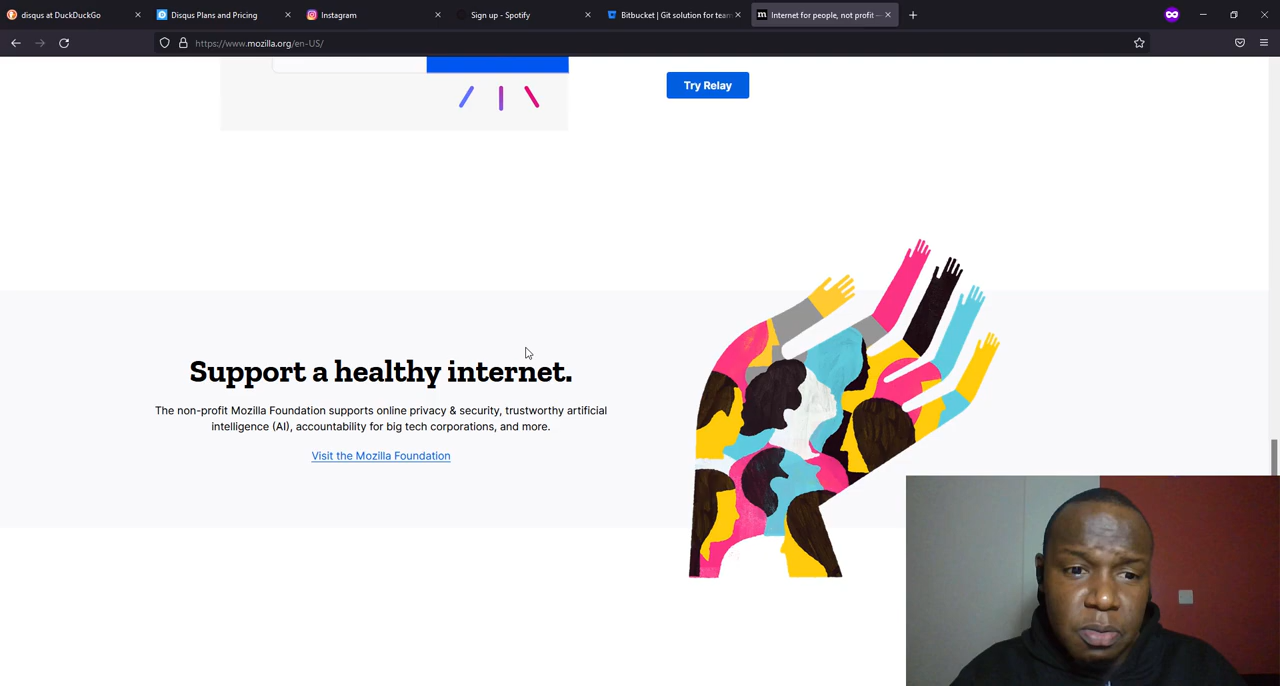 disqus at DuckDuckGo
Disqus Plans and Pricing
Instagram
Sign up - Spotify
Bitbucket | Git solution for team
m Internet for people, not profit —
https://www.mozilla.org/en-US/
Try Relay
Support a healthy internet.
The non-profit Mozilla Foundation supports online privacy & security, trustworthy artificial
intelligence (AI), accountability for big tech corporations, and more.
Visit the Mozilla Foundation